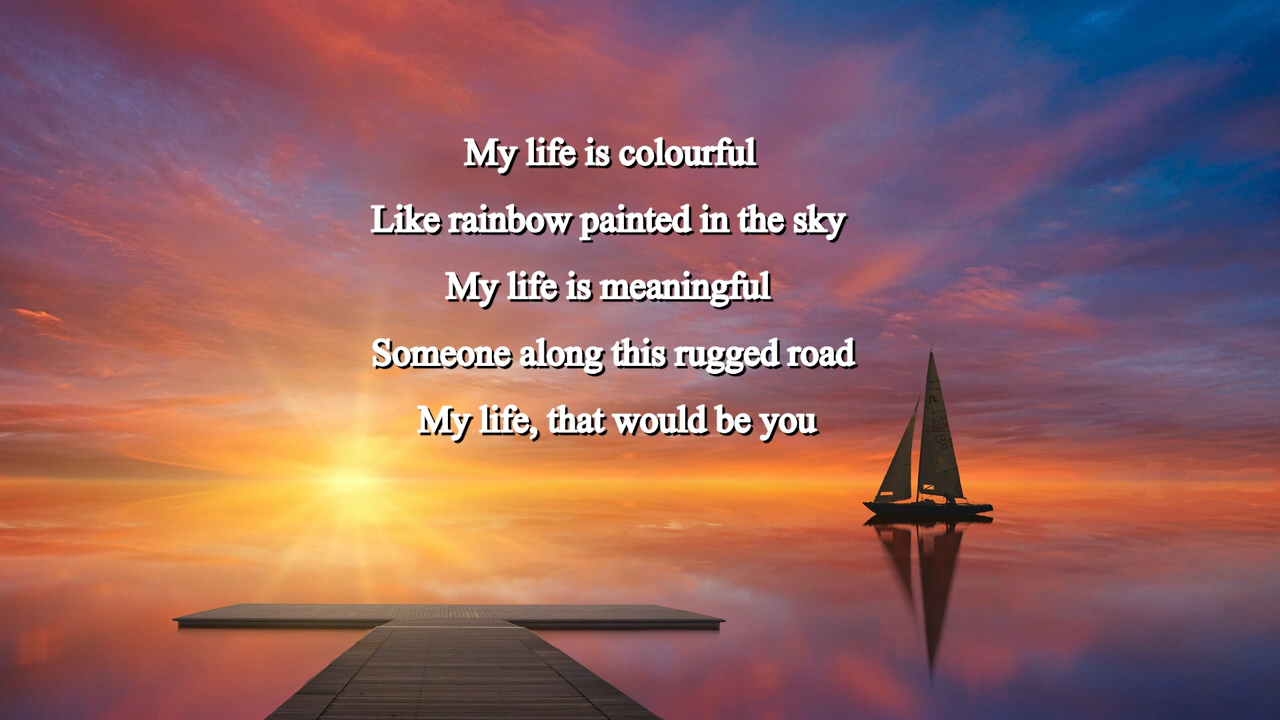 My life is colourful
Like rainbow painted in the sky
My life is meaningful
Someone along this rugged road
My life, that would be you